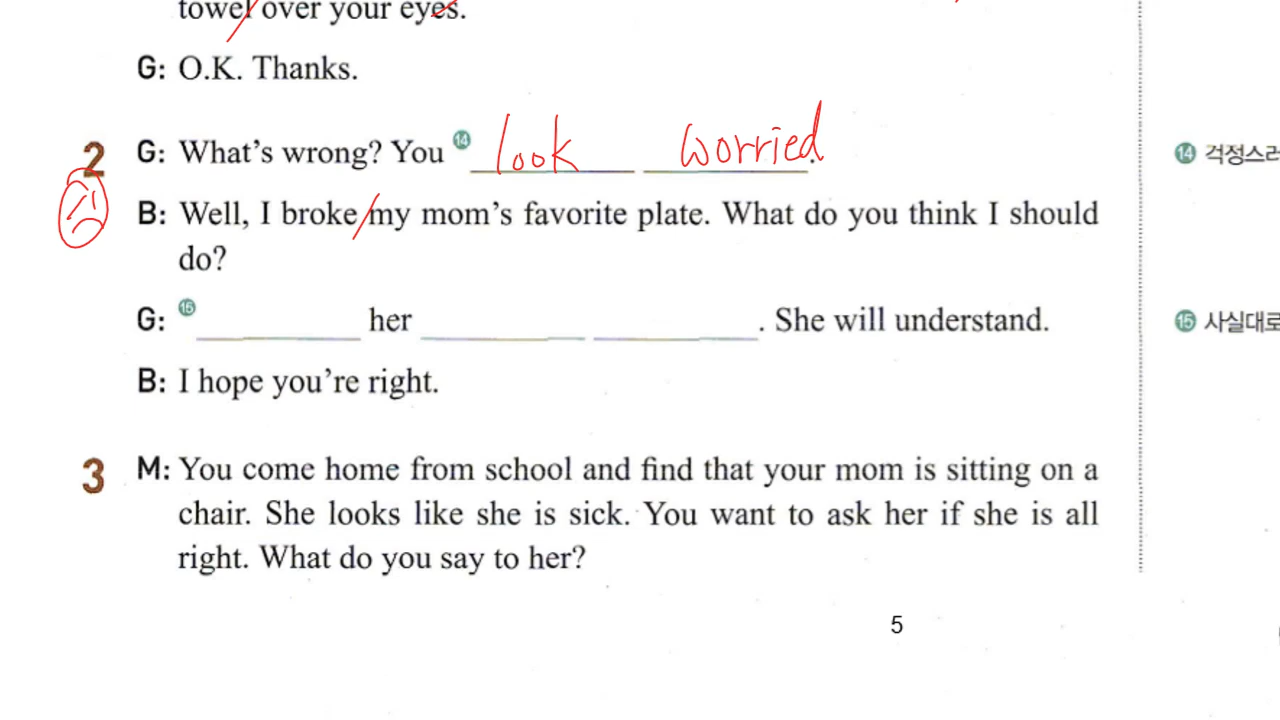 towel over your eyes.
G: O.K. Thanks.
2 G: What's wrong? You ⑭ look worried.
⑭ 걱정스러
B: Well, I broke my mom's favorite plate. What do you think I should
do?
G: ⑮ ________ her ________ ________. She will understand.
⑮ 사실대로
B: I hope you're right.
3 M: You come home from school and find that your mom is sitting on a
chair. She looks like she is sick. You want to ask her if she is all
right. What do you say to her?
5